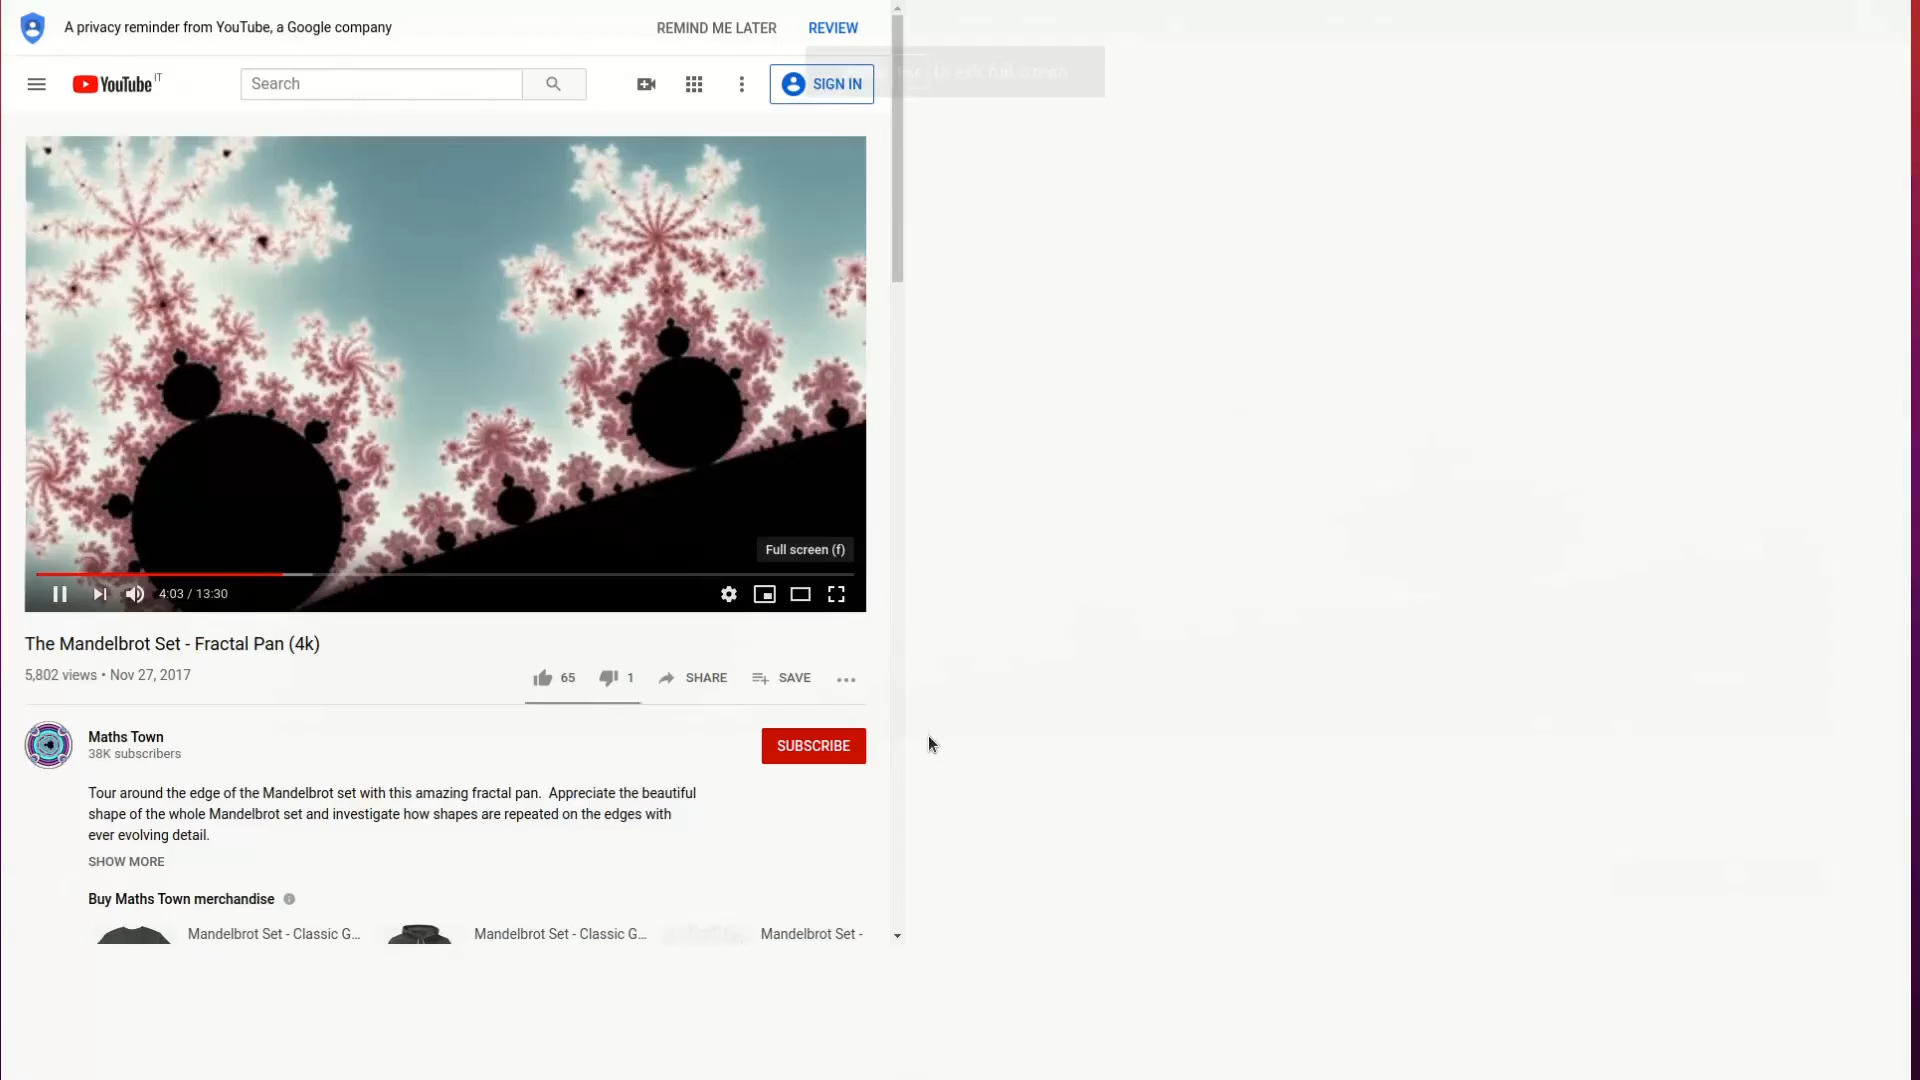 A privacy reminder from YouTube, a Google company
REMIND ME LATER
REVIEW
YouTube IT
Search
SIGN IN
to exit full screen
Full screen (f)
4:03 / 13:30
The Mandelbrot Set - Fractal Pan (4k)
5,802 views • Nov 27, 2017
65
1
SHARE
SAVE
Maths Town
38K subscribers
SUBSCRIBE
Tour around the edge of the Mandelbrot set with this amazing fractal pan. Appreciate the beautiful
shape of the whole Mandelbrot set and investigate how shapes are repeated on the edges with
ever evolving detail.
SHOW MORE
Buy Maths Town merchandise
Mandelbrot Set - Classic G...
Mandelbrot Set - Classic G...
Mandelbrot Set -